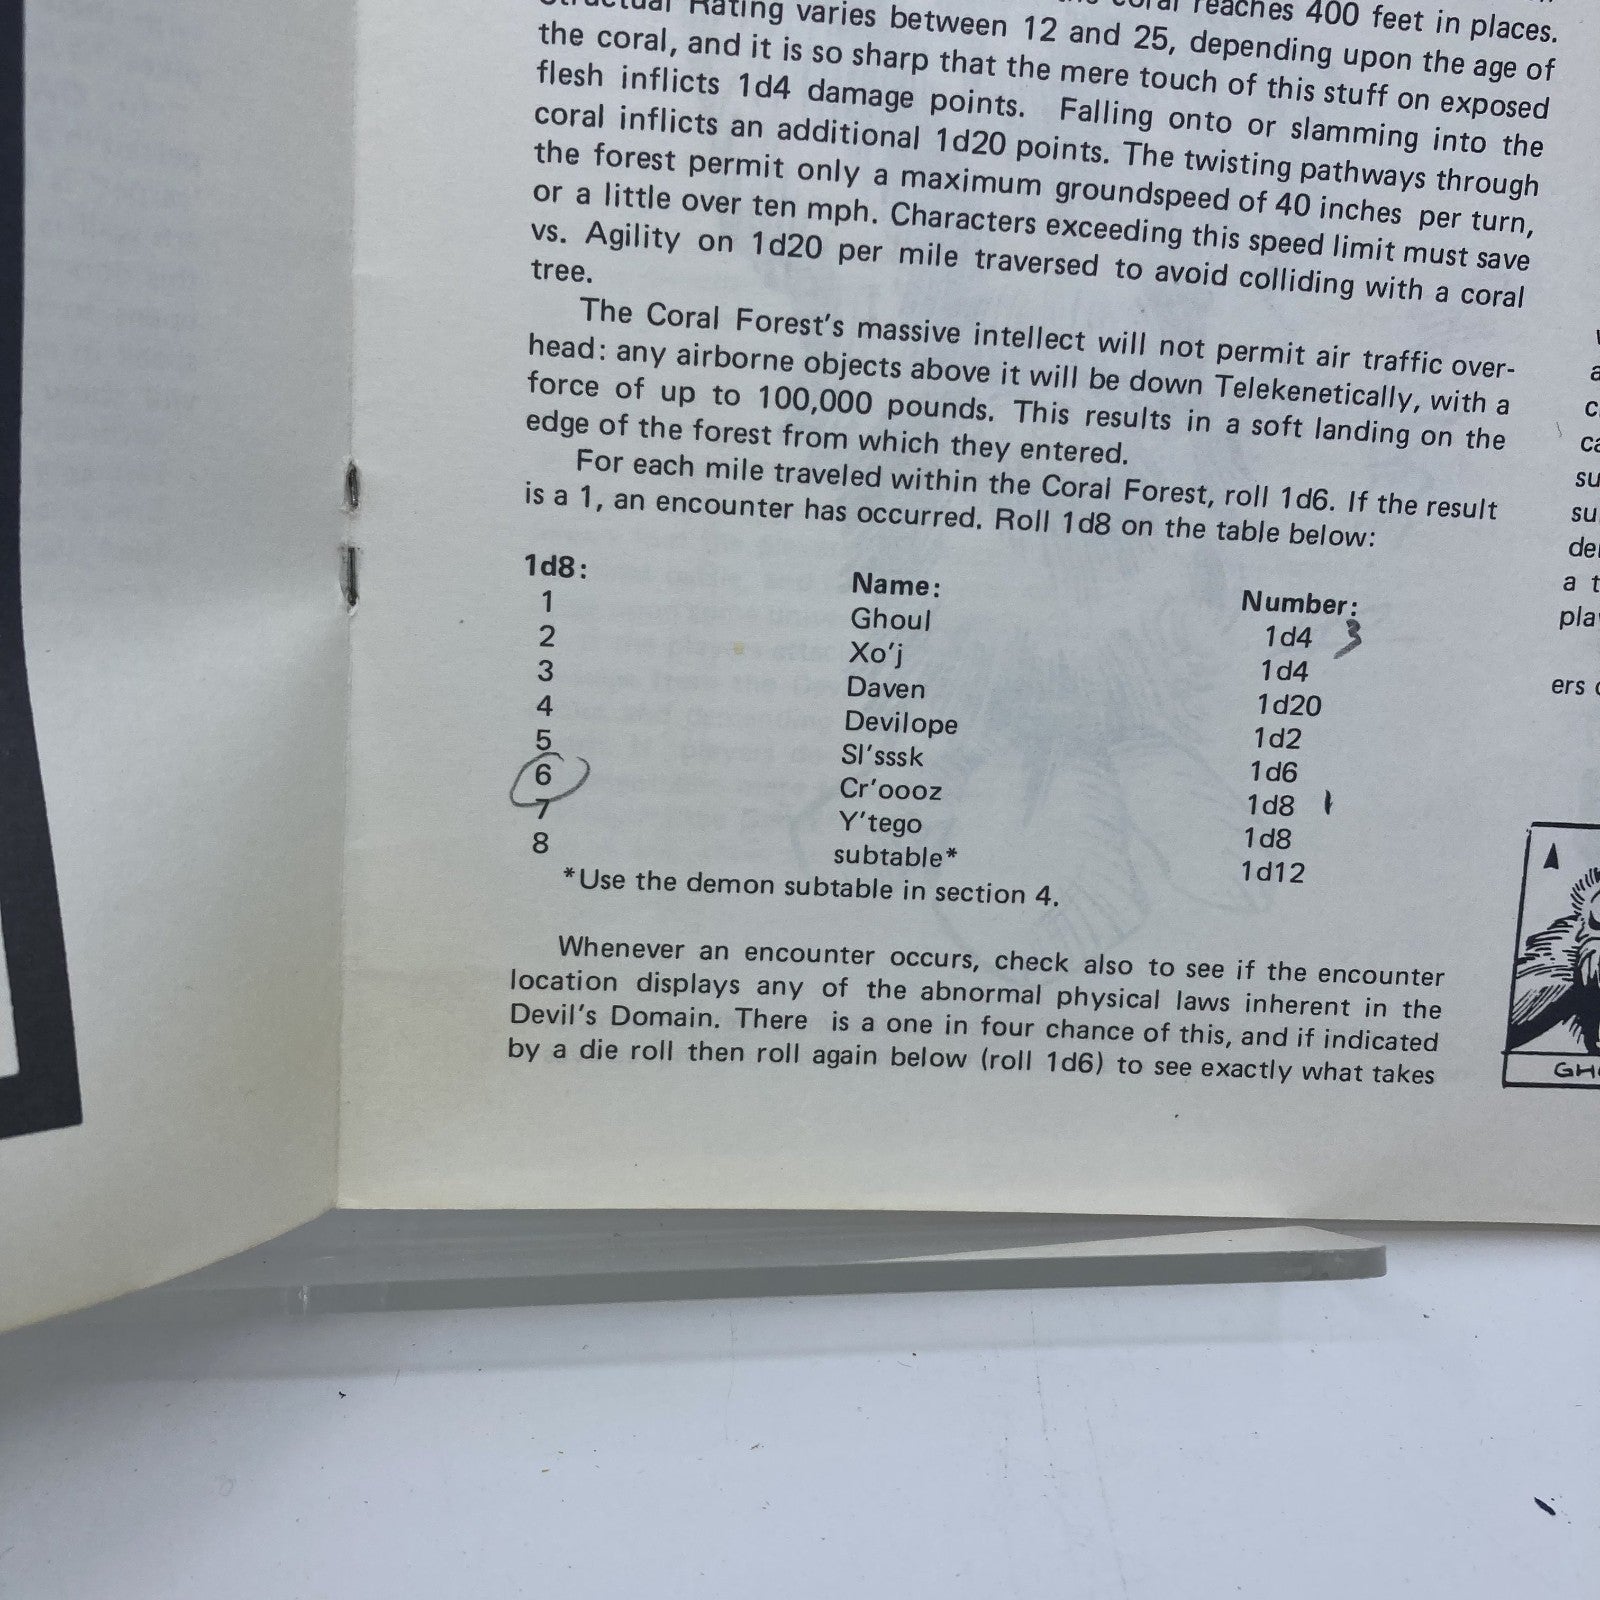 Structual Rating varies between 12 and 25, depending upon the age of
coral reaches 400 feet in places.
the coral, and it is so sharp that the mere touch of this stuff on exposed
flesh inflicts 1d4 damage points. Falling onto or slamming into the
coral inflicts an additional 1d20 points. The twisting pathways through
the forest permit only a maximum groundspeed of 40 inches per turn,
or a little over ten mph. Characters exceeding this speed limit must save
vs. Agility on 1d20 per mile traversed to avoid colliding with a coral
tree.
The Coral Forest's massive intellect will not permit air traffic over-
head: any airborne objects above it will be down Telekenetically, with a
force of up to 100,000 pounds. This results in a soft landing on the
edge of the forest from which they entered.
For each mile traveled within the Coral Forest, roll 1d6. If the result
is a 1, an encounter has occurred. Roll 1d8 on the table below:
1d8: Name: Number:
1 Ghoul 1d4 3
2 Xo'j 1d4
3 Daven 1d20
4 Devilope 1d2
5 Sl'sssk 1d6
6 Cr'oooz 1d8 1
7 Y'tego 1d8
8 subtable* 1d12
*Use the demon subtable in section 4.
Whenever an encounter occurs, check also to see if the encounter
location displays any of the abnormal physical laws inherent in the
Devil's Domain. There is a one in four chance of this, and if indicated
by a die roll then roll again below (roll 1d6) to see exactly what takes